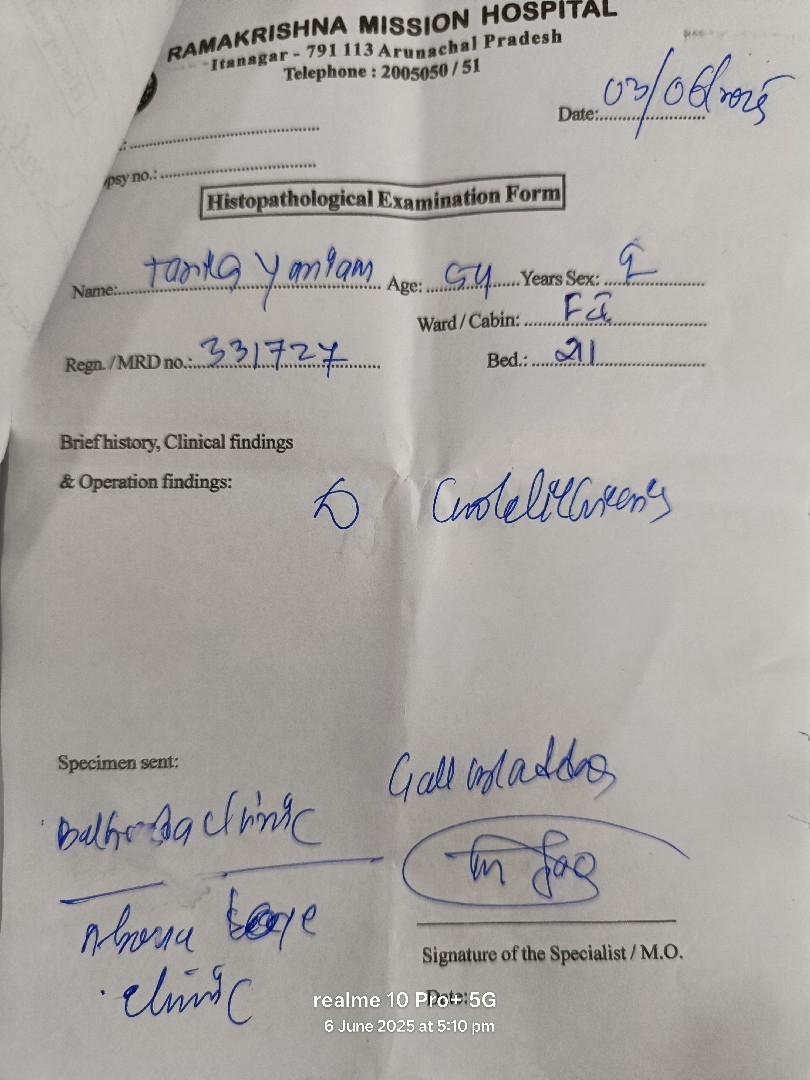 RAMAKRISHNA MISSION HOSPITAL
Itanagar - 791 113 Arunachal Pradesh
Telephone : 2005050 / 51
Date: 03/06/2025
psy no.:
Histopathological Examination Form
Name: Yaniam Age: 54 Years Sex: ♀
Ward / Cabin:
Regn. / MRD no.: 331727 Bed.: 21
Brief history, Clinical findings
& Operation findings:
Specimen sent: Gall bladder
clinic
clinic
Signature of the Specialist / M.O.
Date:
realme 10 Pro+ 5G
6 June 2025 at 5:10 pm